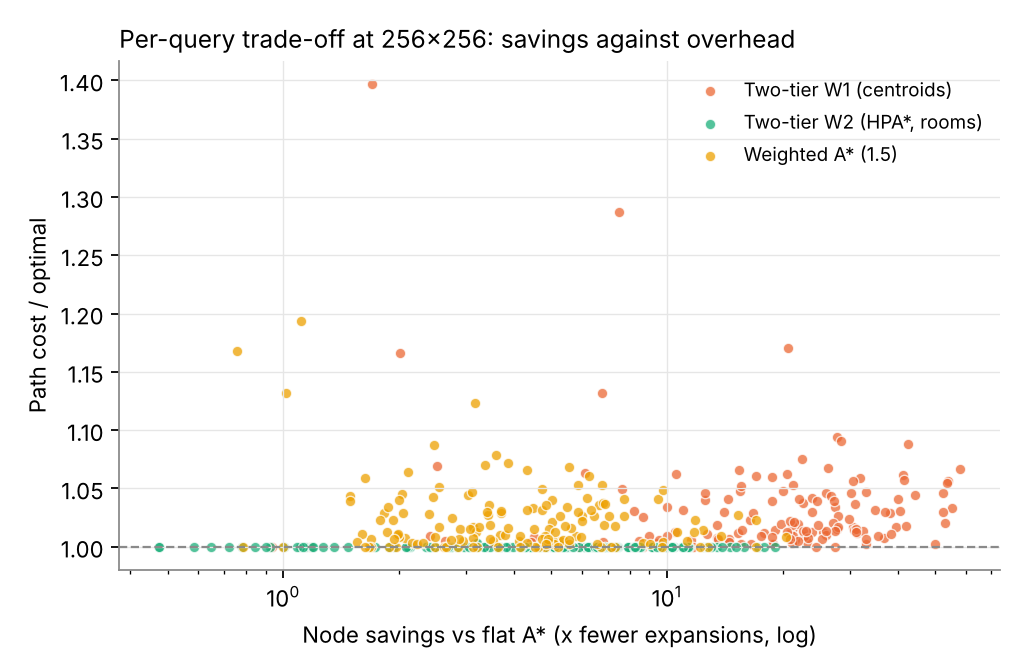 Per-query trade-off at 256×256: savings against overhead
Two-tier W1 (centroids)
Two-tier W2 (HPA*, rooms)
Weighted A* (1.5)
Path cost / optimal
1.40
1.35
1.30
1.25
1.20
1.15
1.10
1.05
1.00
10⁰
10¹
Node savings vs flat A* (x fewer expansions, log)